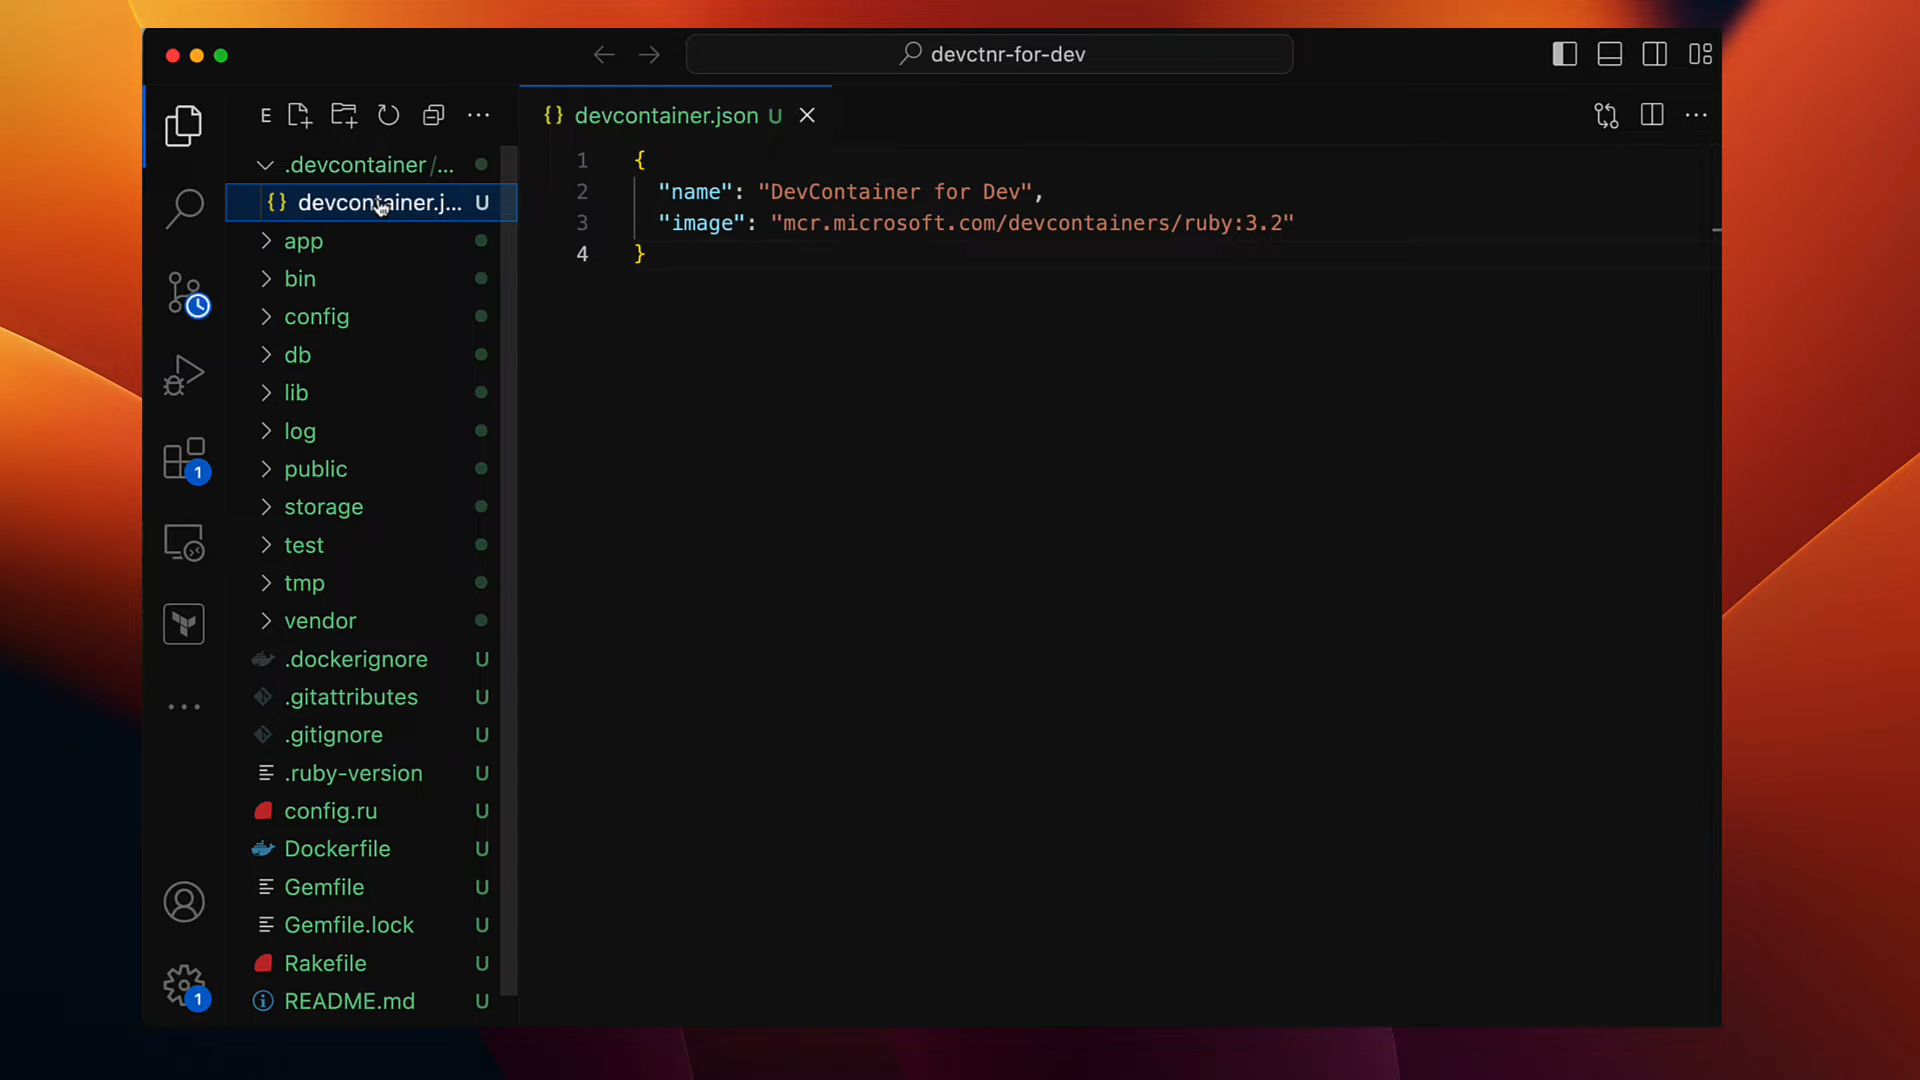 devctnr-for-dev
E
{} devcontainer.json U
.devcontainer /...
{} devcontainer.j... U
app
bin
config
db
lib
log
public
storage
test
tmp
vendor
.dockerignore U
.gitattributes U
.gitignore U
.ruby-version U
config.ru U
Dockerfile U
Gemfile U
Gemfile.lock U
Rakefile U
README.md U
1
1
1 {
2 "name": "DevContainer for Dev",
3 "image": "mcr.microsoft.com/devcontainers/ruby:3.2"
4 }